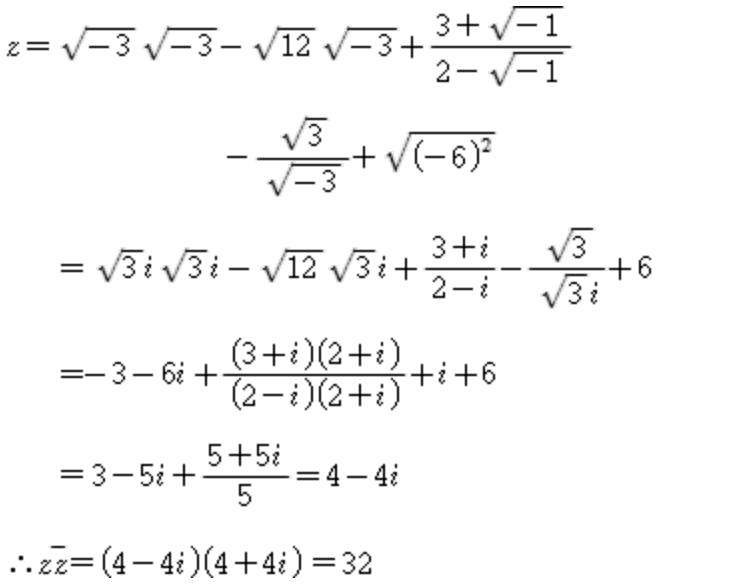 z = √(-3) √(-3) - √12 √(-3) + (3+√(-1))/(2-√(-1))
- √3/√(-3) + √((-6)²)
= √3 i √3 i - √12 √3 i + (3+i)/(2-i) - √3/(√3 i) + 6
= -3 - 6i + ((3+i)(2+i))/((2-i)(2+i)) + i + 6
= 3 - 5i + (5+5i)/5 = 4 - 4i
∴ zz̄ = (4-4i)(4+4i) = 32